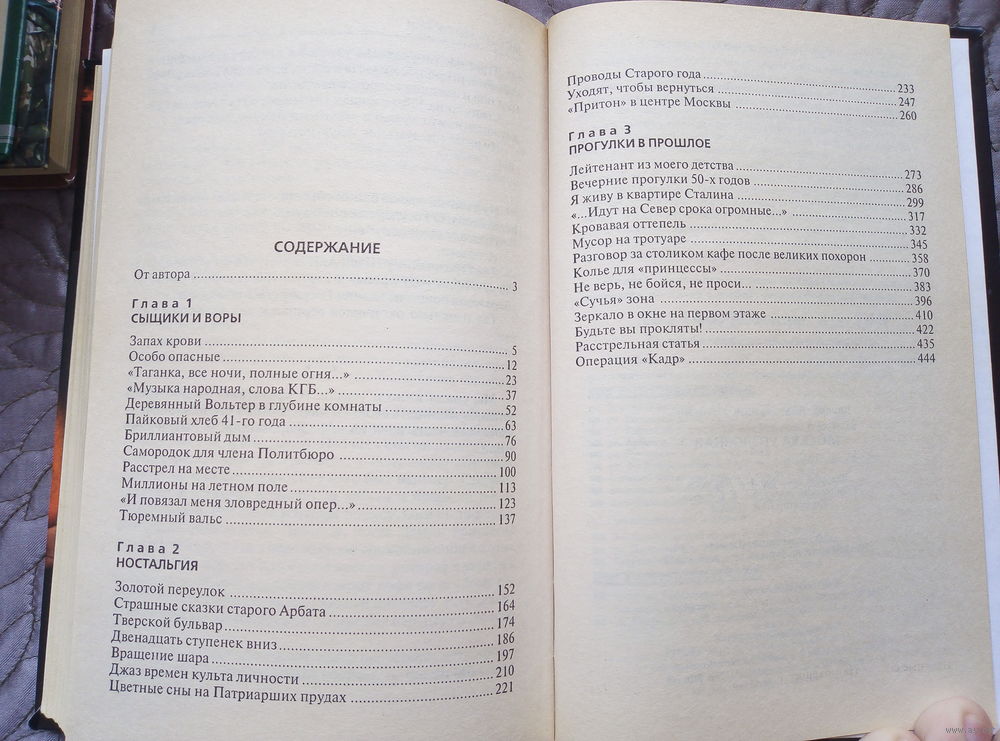 СОДЕРЖАНИЕ
От автора 3
Глава 1
СЫЩИКИ И ВОРЫ
Запах крови 5
Особо опасные 12
«Таганка, все ночи, полные огня...» 23
«Музыка народная, слова КГБ...» 37
Деревянный Вольтер в глубине комнаты 52
Пайковый хлеб 41-го года 63
Бриллиантовый дым 76
Самородок для члена Политбюро 90
Расстрел на месте 100
Миллионы на летном поле 113
«И повязал меня зловредный опер...» 123
Тюремный вальс 137
Глава 2
НОСТАЛЬГИЯ
Золотой переулок 152
Страшные сказки старого Арбата 164
Тверской бульвар 174
Двенадцать ступенек вниз 186
Вращение шара 197
Джаз времен культа личности 210
Цветные сны на Патриарших прудах 221
Проводы Старого года 233
Уходят, чтобы вернуться 247
«Притон» в центре Москвы 260
Глава 3
ПРОГУЛКИ В ПРОШЛОЕ
Лейтенант из моего детства 273
Вечерние прогулки 50-х годов 286
Я живу в квартире Сталина 299
«...Идут на Север срока огромные...» 317
Кровавая оттепель 332
Мусор на тротуаре 345
Разговор за столиком кафе после великих похорон 358
Колье для «принцессы» 370
Не верь, не бойся, не проси... 383
«Сучья» зона 396
Зеркало в окне на первом этаже 410
Будьте вы прокляты! 422
Расстрельная статья 435
Операция «Кадр» 444